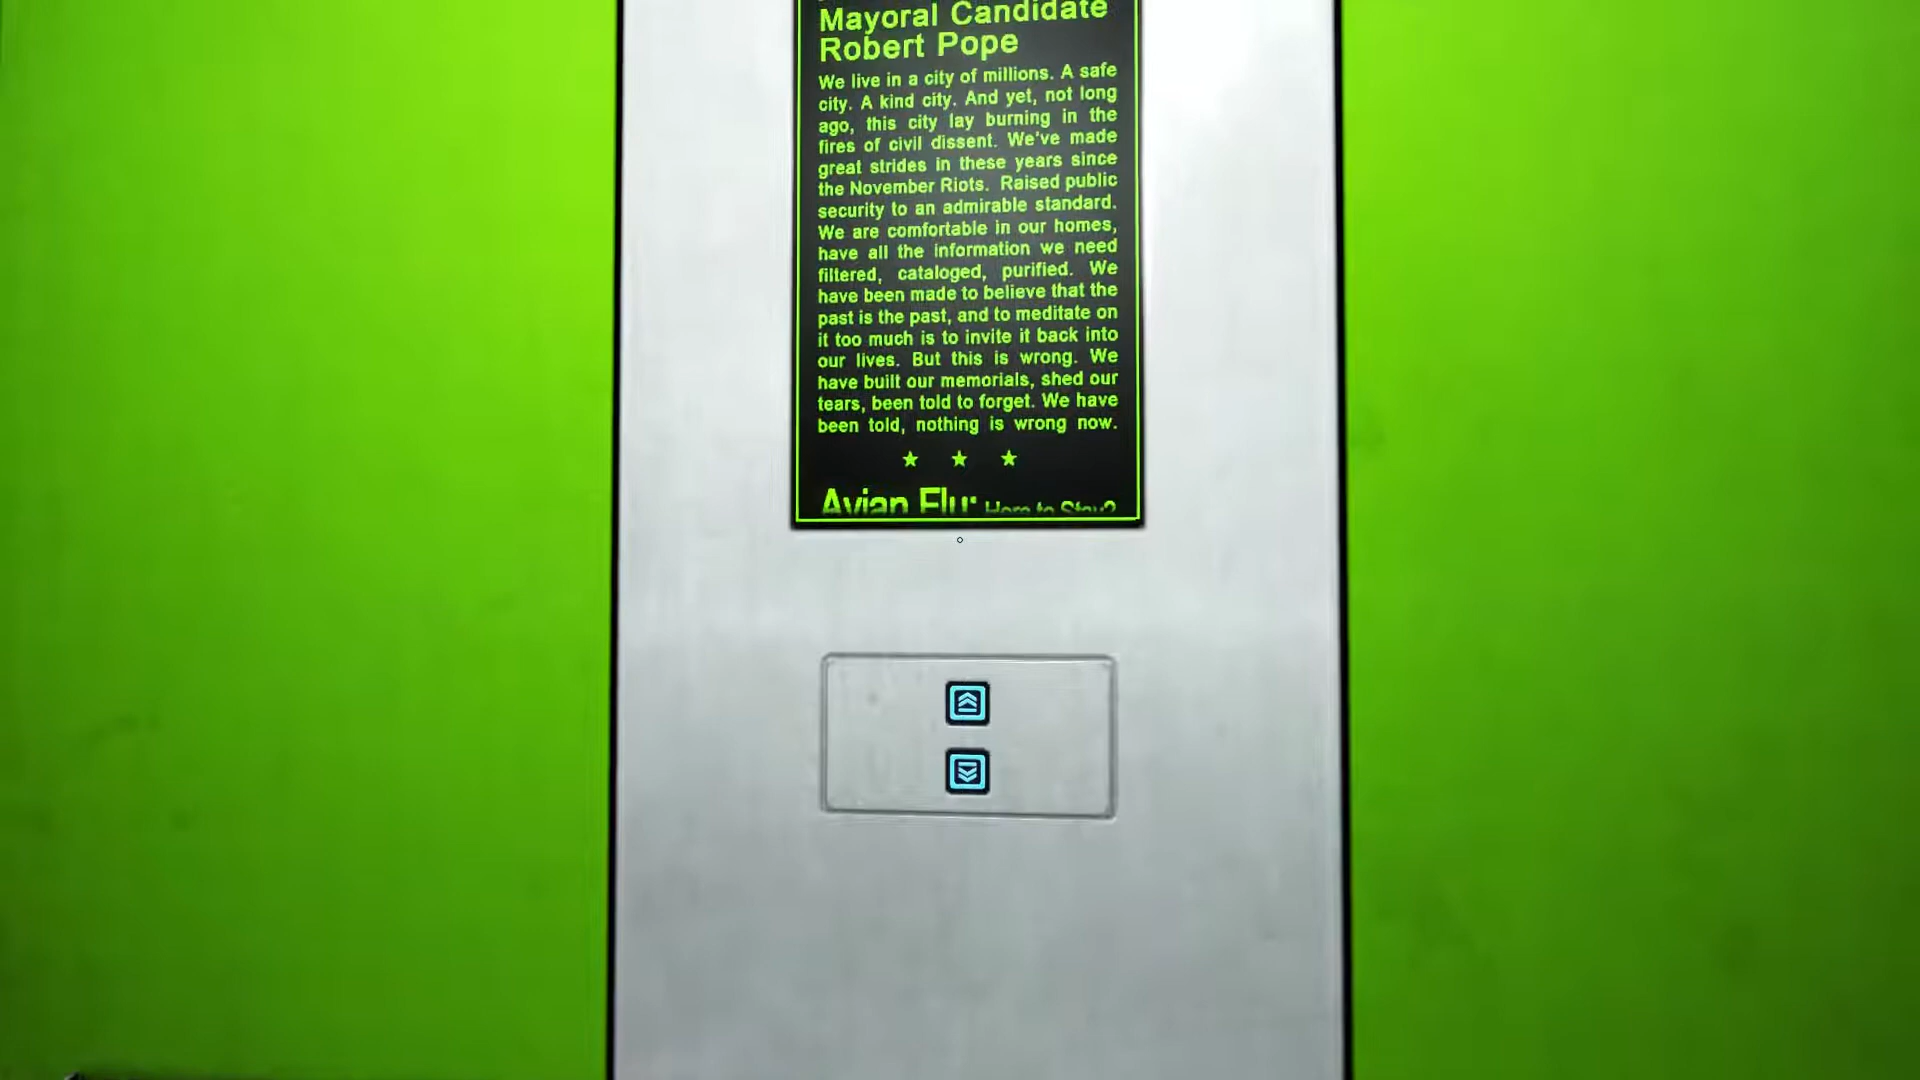 Mayoral Candidate
Robert Pope
We live in a city of millions. A safe
city. A kind city. And yet, not long
ago, this city lay burning in the
fires of civil dissent. We've made
great strides in these years since
the November Riots. Raised public
security to an admirable standard.
We are comfortable in our homes,
have all the information we need
filtered, cataloged, purified. We
have been made to believe that the
past is the past, and to meditate on
it too much is to invite it back into
our lives. But this is wrong. We
have built our memorials, shed our
tears, been told to forget. We have
been told, nothing is wrong now.
★ ★ ★
Avian Flu: Here to Stay?